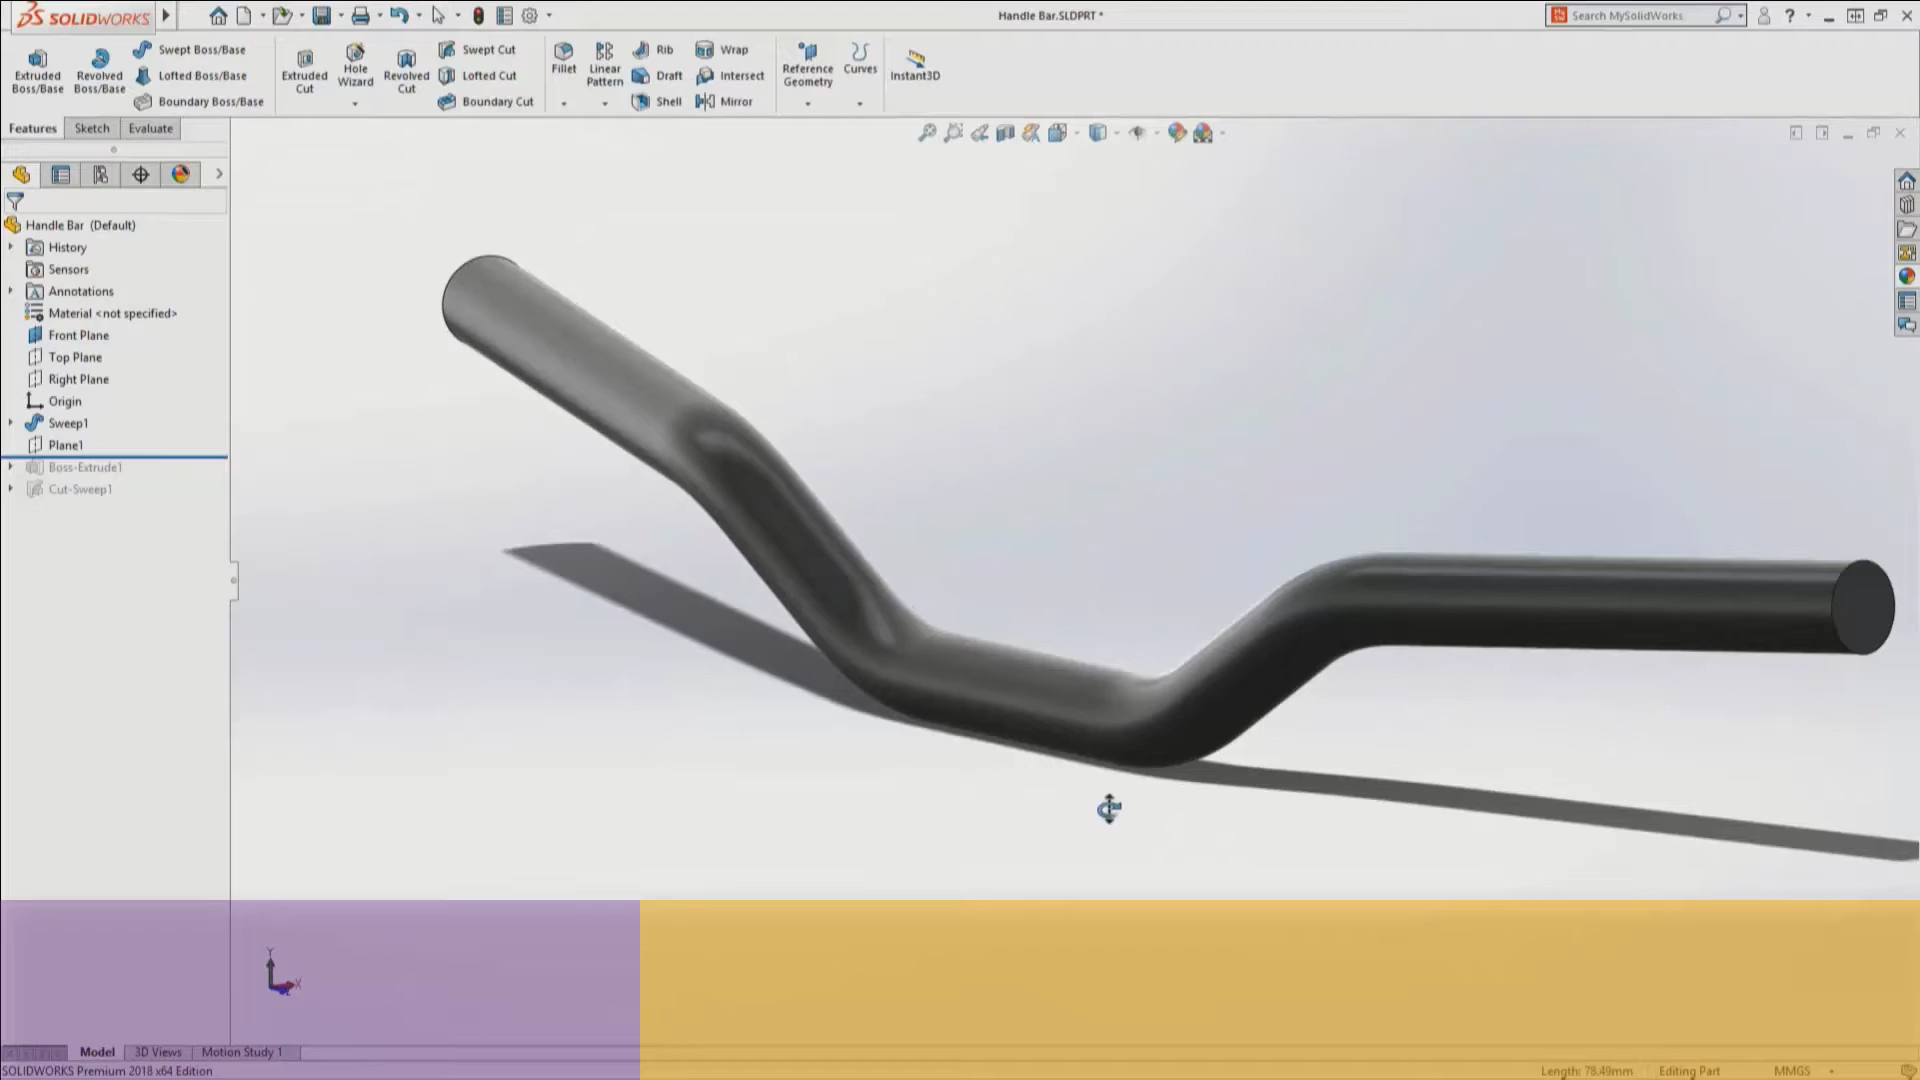 SOLIDWORKS
Handle Bar.SLDPRT *
Search MySolidWorks
Extruded Boss/Base
Revolved Boss/Base
Swept Boss/Base
Lofted Boss/Base
Boundary Boss/Base
Extruded Cut
Hole Wizard
Revolved Cut
Swept Cut
Lofted Cut
Boundary Cut
Fillet
Linear Pattern
Rib
Draft
Shell
Wrap
Intersect
Mirror
Reference Geometry
Curves
Instant3D
Features
Sketch
Evaluate
Handle Bar (Default)
History
Sensors
Annotations
Material <not specified>
Front Plane
Top Plane
Right Plane
Origin
Sweep1
Plane1
Boss-Extrude1
Cut-Sweep1
Y
X
Model
3D Views
Motion Study 1
SOLIDWORKS Premium 2018 x64 Edition
Length: 78.49mm
Editing Part
MMGS